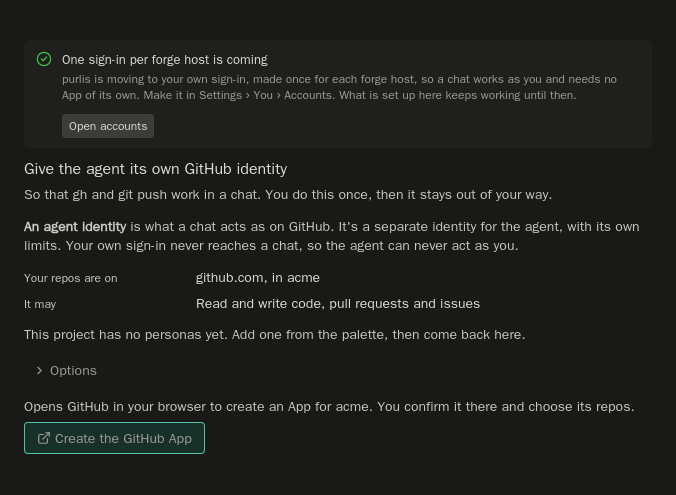 One sign-in per forge host is coming
purlis is moving to your own sign-in, made once for each forge host, so a chat works as you and needs no
App of its own. Make it in Settings › You › Accounts. What is set up here keeps working until then.
Open accounts
Give the agent its own GitHub identity
So that gh and git push work in a chat. You do this once, then it stays out of your way.
An agent identity is what a chat acts as on GitHub. It's a separate identity for the agent, with its own
limits. Your own sign-in never reaches a chat, so the agent can never act as you.
Your repos are on github.com, in acme
It may Read and write code, pull requests and issues
This project has no personas yet. Add one from the palette, then come back here.
Options
Opens GitHub in your browser to create an App for acme. You confirm it there and choose its repos.
Create the GitHub App